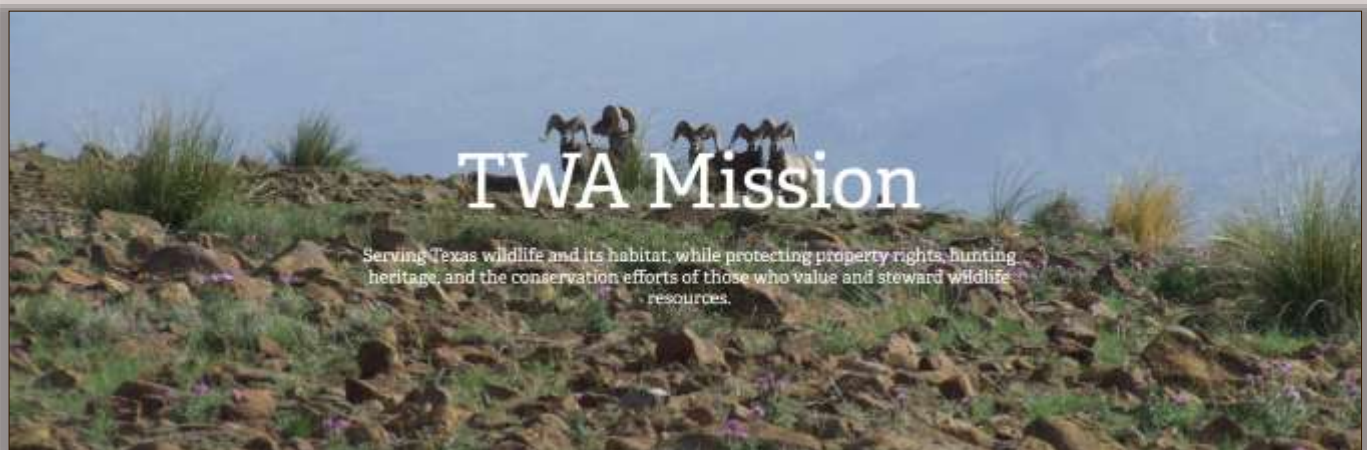 TWA Mission
Serving Texas wildlife and its habitat, while protecting property rights, hunting
heritage, and the conservation efforts of those who value and steward wildlife
resources.